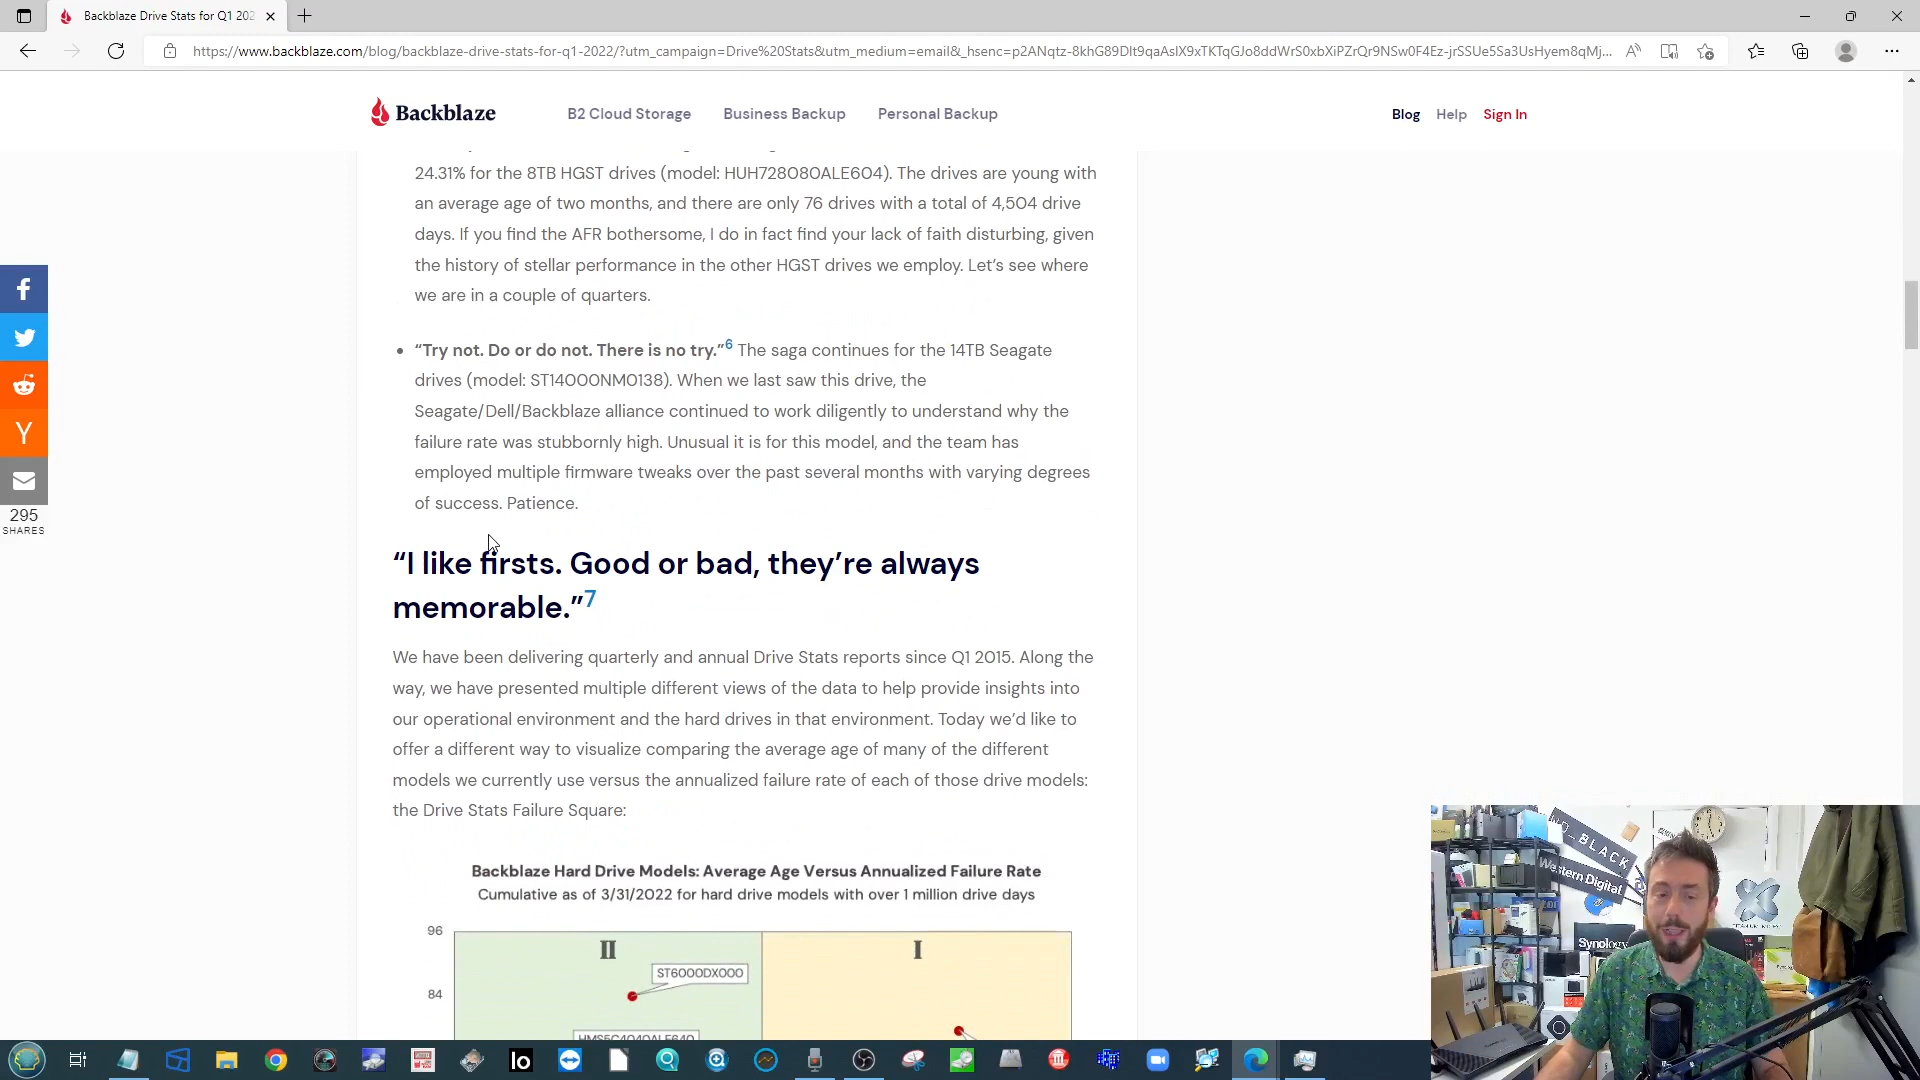 Backblaze Drive Stats for Q1 202
https://www.backblaze.com/blog/backblaze-drive-stats-for-q1-2022/?utm_campaign=Drive%20Stats&utm_medium=email&_hsenc=p2ANqtz-8khG89DIt9qaAsIX9xTKTqGJo8ddWrS0xbXiPZrQr9NSw0F4Ez-jrSSUe5Sa3UsHyem8qMj...
Backblaze
B2 Cloud Storage
Business Backup
Personal Backup
Blog
Help
Sign In
24.31% for the 8TB HGST drives (model: HUH728080ALE604). The drives are young with
an average age of two months, and there are only 76 drives with a total of 4,504 drive
days. If you find the AFR bothersome, I do in fact find your lack of faith disturbing, given
the history of stellar performance in the other HGST drives we employ. Let’s see where
we are in a couple of quarters.
• “Try not. Do or do not. There is no try.”6 The saga continues for the 14TB Seagate
drives (model: ST14000NM0138). When we last saw this drive, the
Seagate/Dell/Backblaze alliance continued to work diligently to understand why the
failure rate was stubbornly high. Unusual it is for this model, and the team has
employed multiple firmware tweaks over the past several months with varying degrees
of success. Patience.
295
SHARES
“I like firsts. Good or bad, they’re always
memorable.”7
We have been delivering quarterly and annual Drive Stats reports since Q1 2015. Along the
way, we have presented multiple different views of the data to help provide insights into
our operational environment and the hard drives in that environment. Today we’d like to
offer a different way to visualize comparing the average age of many of the different
models we currently use versus the annualized failure rate of each of those drive models:
the Drive Stats Failure Square:
Backblaze Hard Drive Models: Average Age Versus Annualized Failure Rate
Cumulative as of 3/31/2022 for hard drive models with over 1 million drive days
96
II
I
ST6000DX000
84
HMS5C4040ALE640
BLACK
Western Digital
Synology
Io